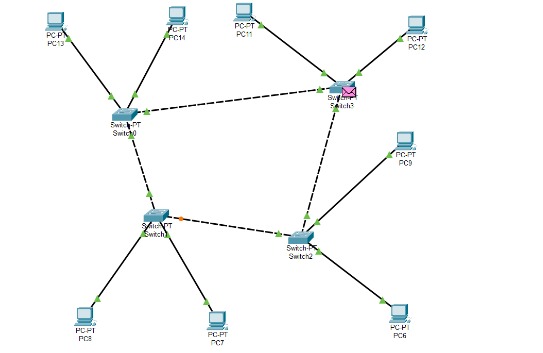 PC-PT
PC13
PC-PT
PC14
PC-PT
PC11
PC-PT
PC12
Switch-PT
Switch0
Switch-PT
Switch3
PC-PT
PC9
Switch-PT
Switch1
Switch-PT
Switch2
PC-PT
PC8
PC-PT
PC7
PC-PT
PC6